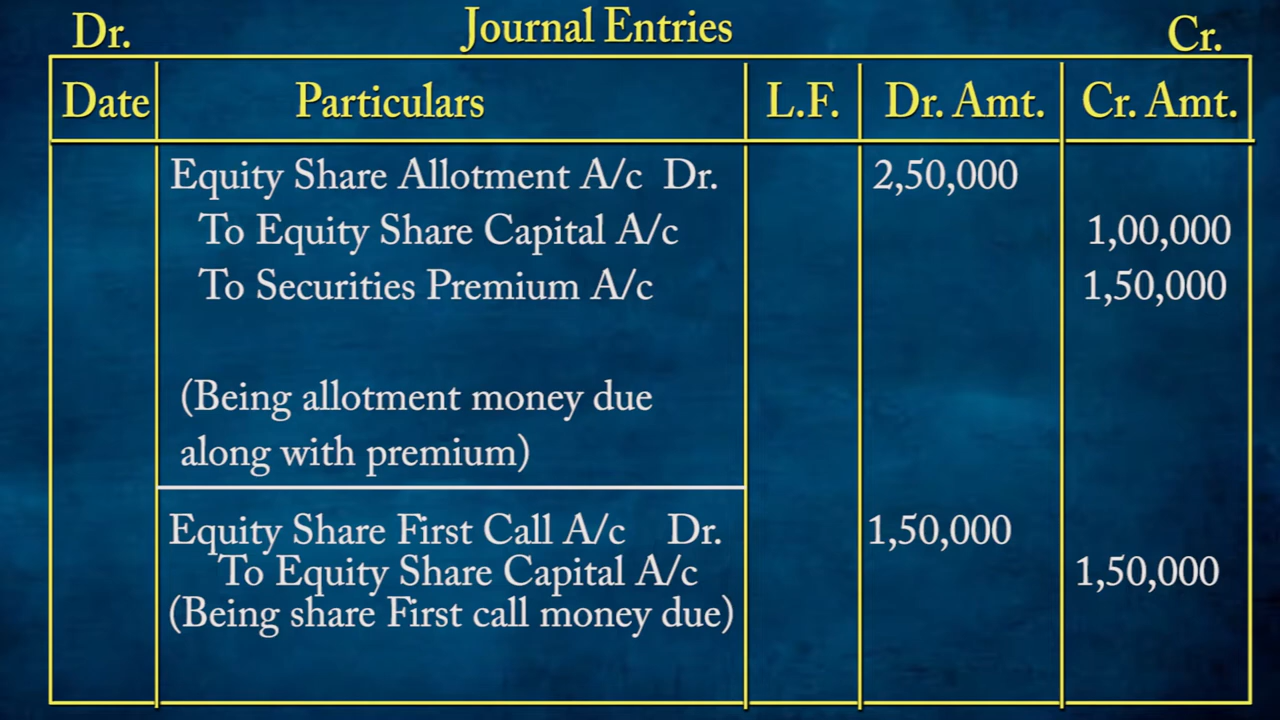 Dr. Journal Entries Cr.
Date Particulars L.F. Dr. Amt. Cr. Amt.
Equity Share Allotment A/c Dr. 2,50,000
To Equity Share Capital A/c 1,00,000
To Securities Premium A/c 1,50,000
(Being allotment money due
along with premium)
Equity Share First Call A/c Dr. 1,50,000
To Equity Share Capital A/c 1,50,000
(Being share First call money due)